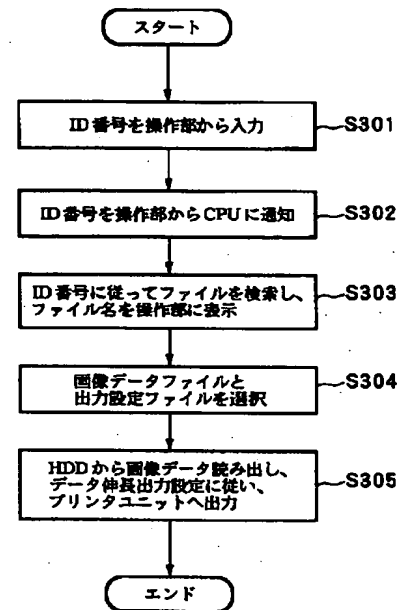 スタート
ID番号を操作部から入力
S301
ID番号を操作部からCPUに通知
S302
ID番号に従ってファイルを検索し、
ファイル名を操作部に表示
S303
画像データファイルと
出力設定ファイルを選択
S304
HDDから画像データ読み出し、
データ伸長出力設定に従い、
プリンタユニットへ出力
S305
エンド